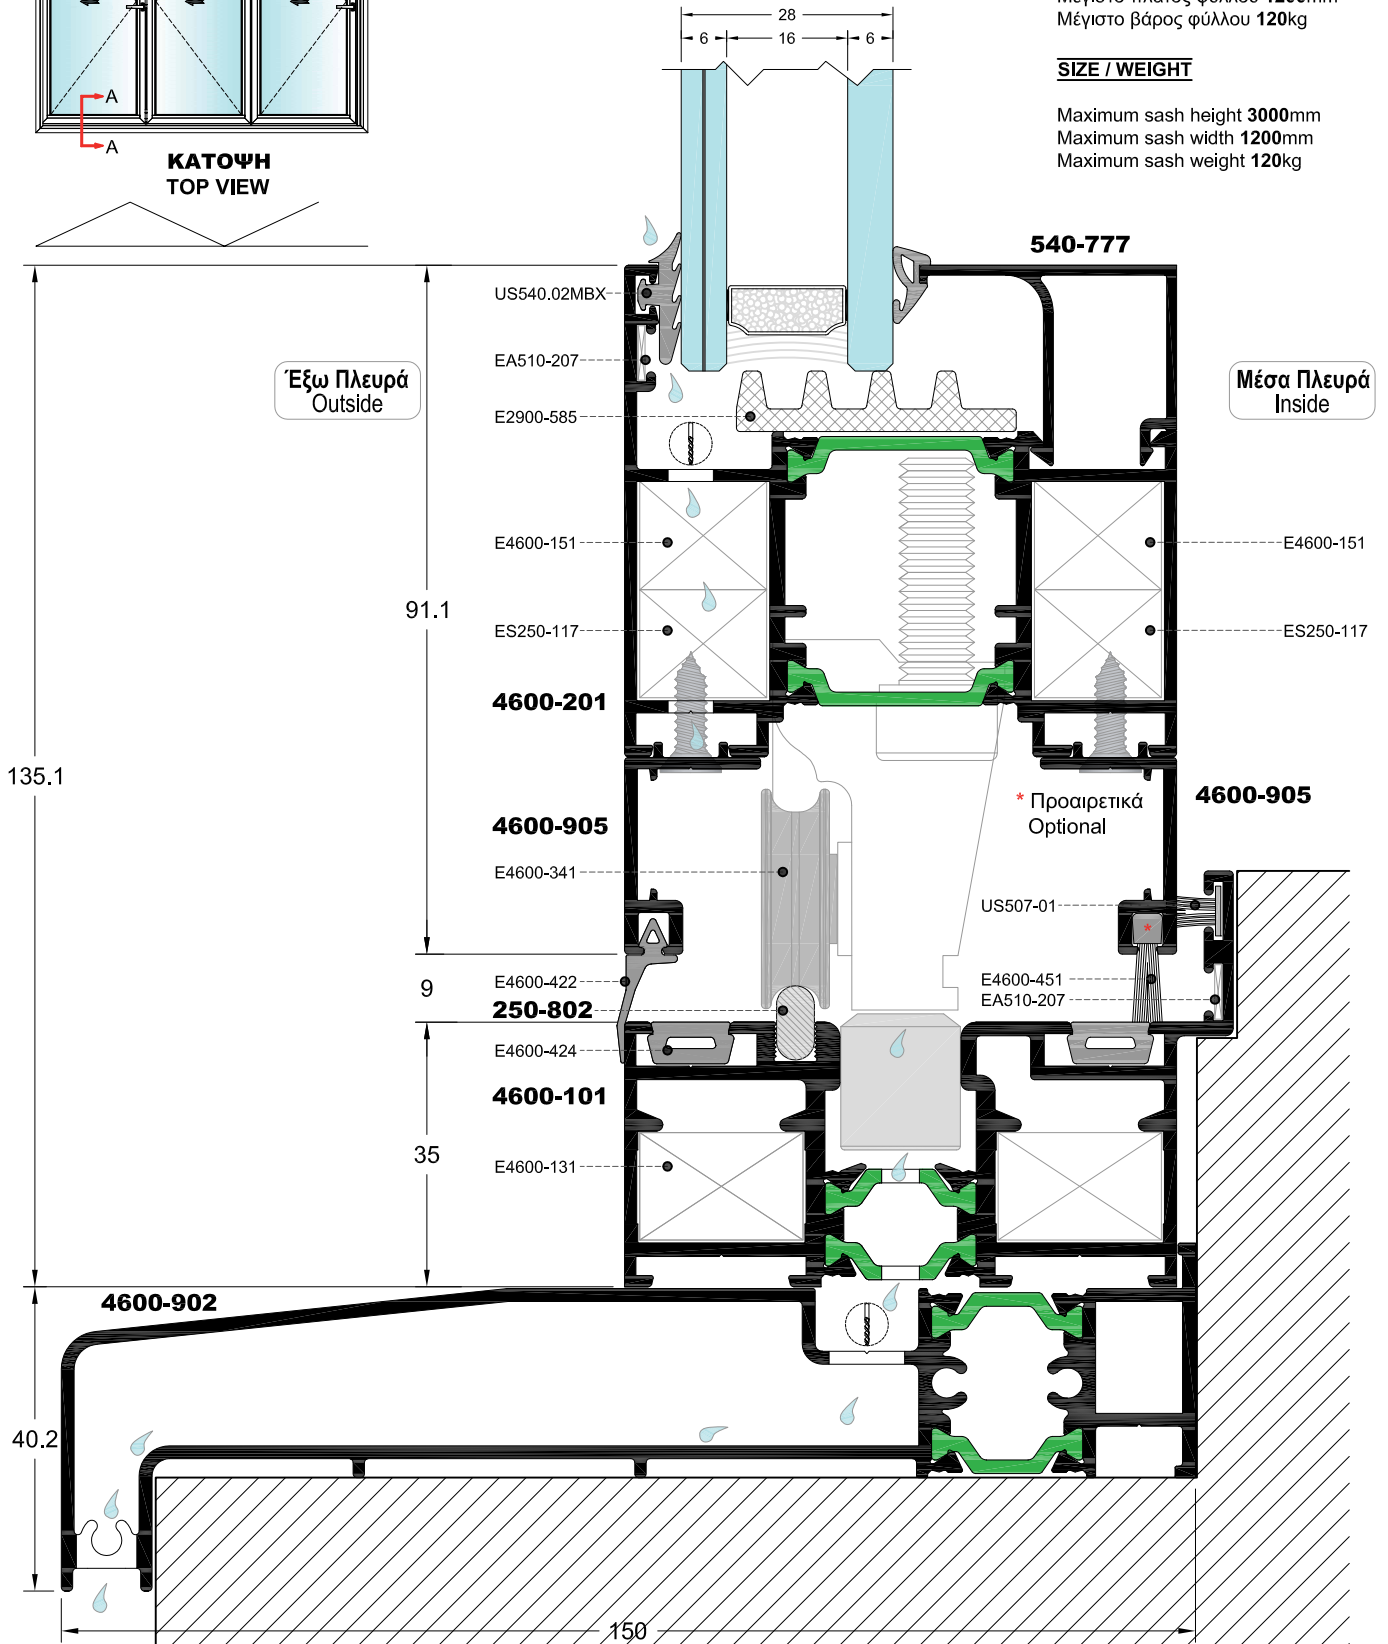 Μέγιστο βάρος φύλλου 120kg
SIZE / WEIGHT
Maximum sash height 3000mm
Maximum sash width 1200mm
Maximum sash weight 120kg
28
6
16
6
A
A
ΚΑΤΟΨΗ
TOP VIEW
540-777
US540.02MBX
EA510-207
Έξω Πλευρά
Outside
Μέσα Πλευρά
Inside
E2900-585
E4600-151
E4600-151
91.1
ES250-117
ES250-117
4600-201
135.1
* Προαιρετικά
Optional
4600-905
4600-905
E4600-341
US507-01
*
E4600-422
E4600-451
9
EA510-207
250-802
E4600-424
4600-101
35
E4600-131
4600-902
40.2
150